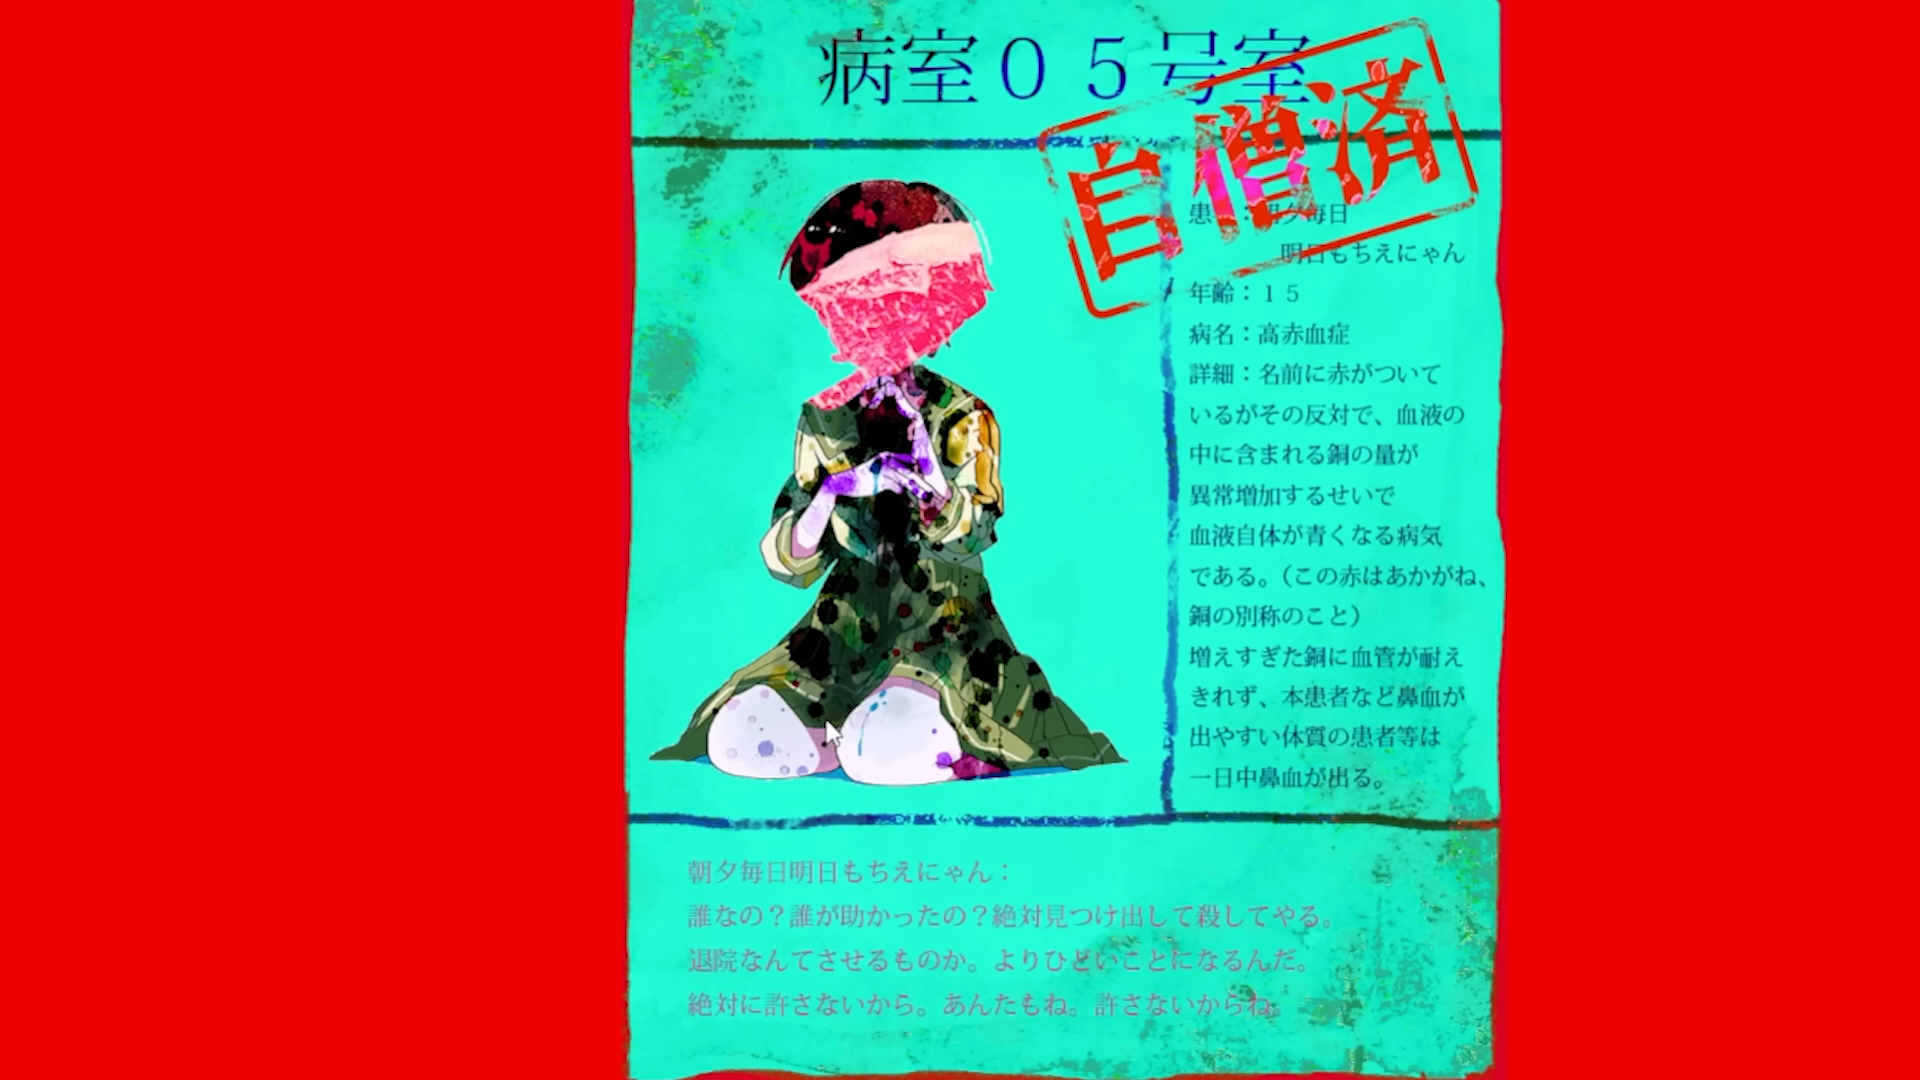 病室０５号室
自僧済
患　：朝夕毎日
明日もちえにゃん
年齢：１５
病名：高赤血症
詳細：名前に赤がついて
いるがその反対で、血液の
中に含まれる銅の量が
異常増加するせいで
血液自体が青くなる病気
である。（この赤はあかがね、
銅の別称のこと）
増えすぎた銅に血管が耐え
きれず、本患者など鼻血が
出やすい体質の患者等は
一日中鼻血が出る。
朝夕毎日明日もちえにゃん：
誰なの？誰が助かったの？絶対見つけ出して殺してやる。
退院なんてさせるものか。よりひどいことになるんだ。
絶対に許さないから。あんたもね。許さないからね。